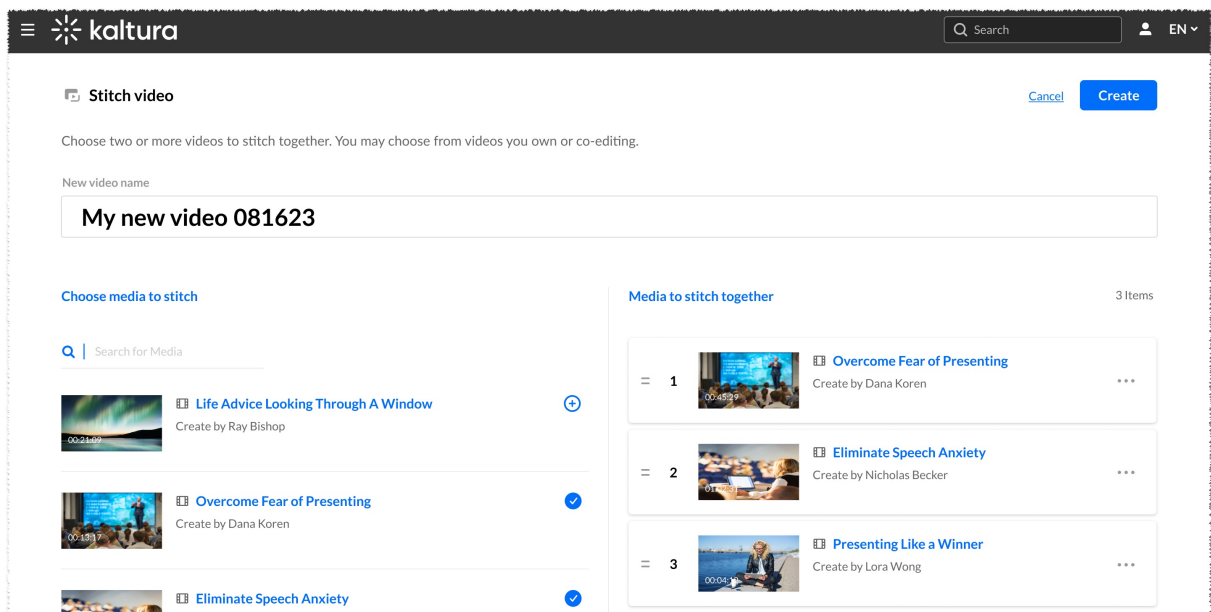 kaltura
Search
EN
Stitch video
Cancel
Create
Choose two or more videos to stitch together. You may choose from videos you own or co-editing.
New video name
My new video 081623
Choose media to stitch
Search for Media
Life Advice Looking Through A Window
Create by Ray Bishop
00:21:09
Overcome Fear of Presenting
Create by Dana Koren
00:13:17
Eliminate Speech Anxiety
Media to stitch together
3 Items
1
Overcome Fear of Presenting
Create by Dana Koren
00:45:29
2
Eliminate Speech Anxiety
Create by Nicholas Becker
3
Presenting Like a Winner
Create by Lora Wong